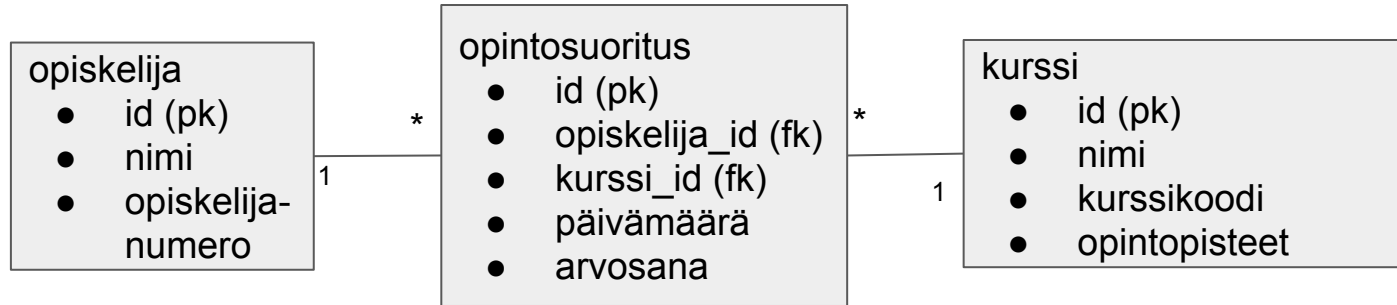 opiskelija
● id (pk)
● nimi
● opiskelija-
numero
1
*
opintosuoritus
● id (pk)
● opiskelija_id (fk)
● kurssi_id (fk)
● päivämäärä
● arvosana
*
1
kurssi
● id (pk)
● nimi
● kurssikoodi
● opintopisteet